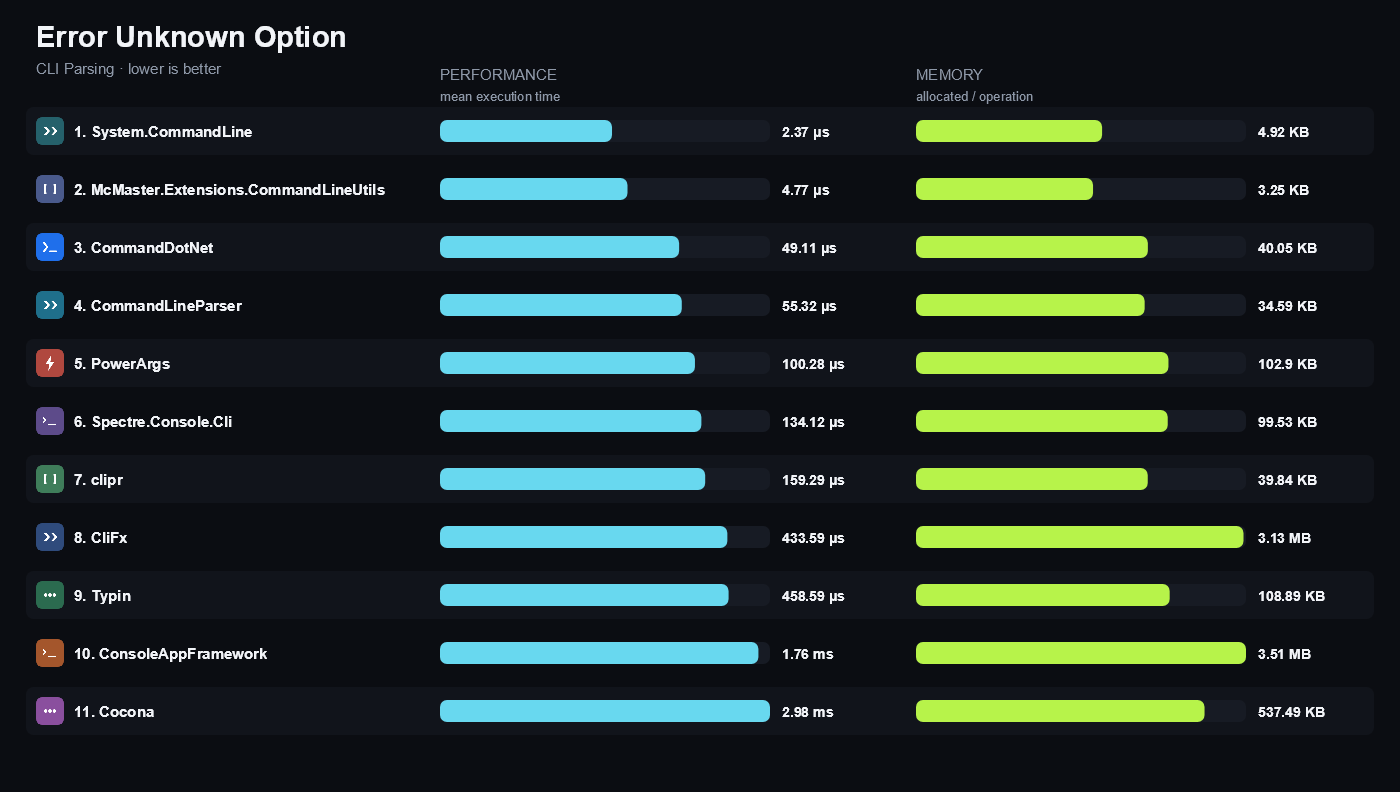 Error Unknown Option
CLI Parsing · lower is better
PERFORMANCE
mean execution time
MEMORY
allocated / operation
1. System.CommandLine 2.37 µs 4.92 KB
2. McMaster.Extensions.CommandLineUtils 4.77 µs 3.25 KB
3. CommandDotNet 49.11 µs 40.05 KB
4. CommandLineParser 55.32 µs 34.59 KB
5. PowerArgs 100.28 µs 102.9 KB
6. Spectre.Console.Cli 134.12 µs 99.53 KB
7. clipr 159.29 µs 39.84 KB
8. CliFx 433.59 µs 3.13 MB
9. Typin 458.59 µs 108.89 KB
10. ConsoleAppFramework 1.76 ms 3.51 MB
11. Cocona 2.98 ms 537.49 KB